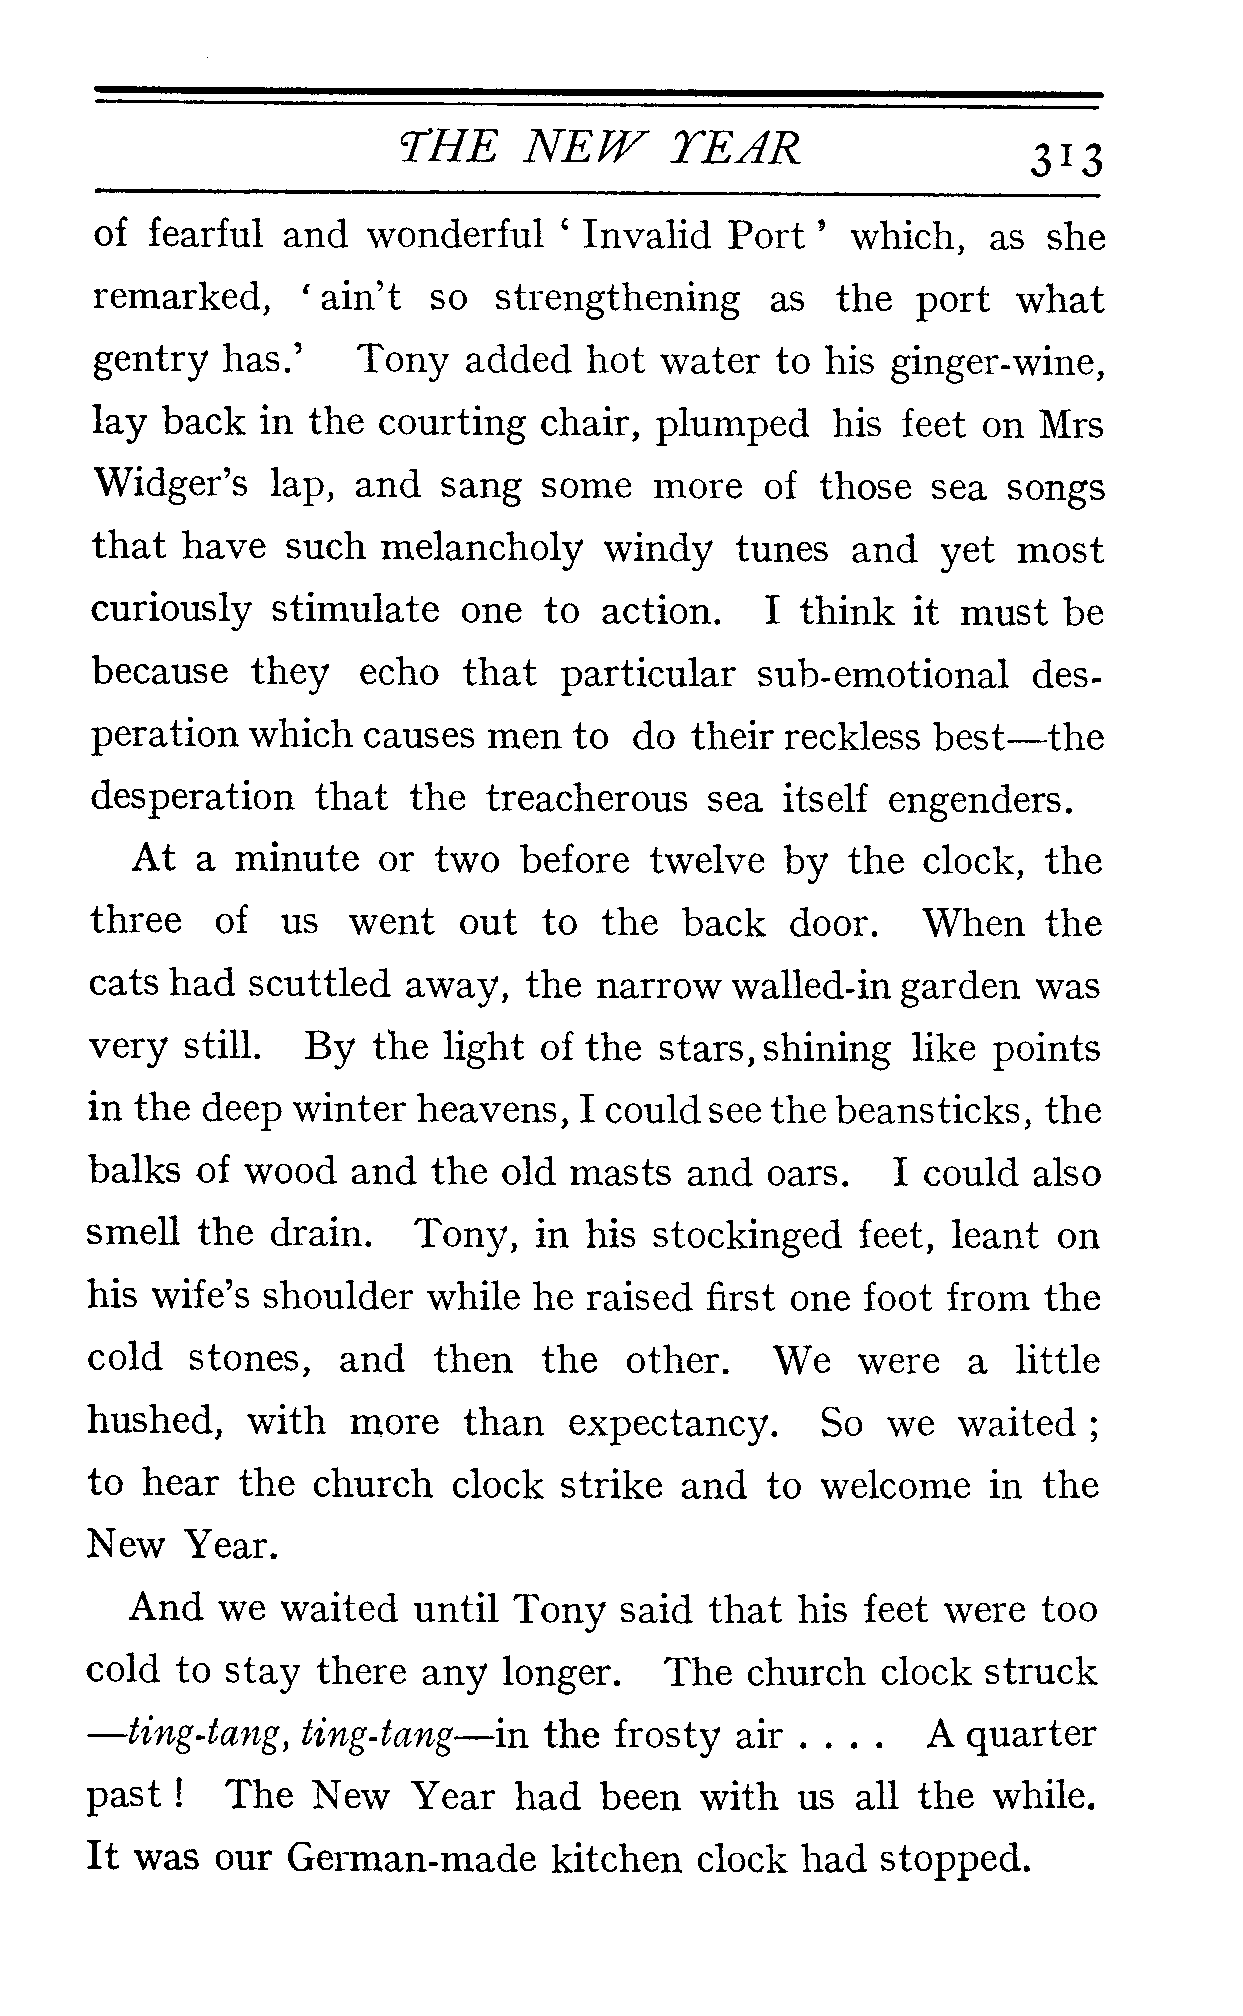 THE NEW YEAR 313
of fearful and wonderful ‘ Invalid Port ’ which, as she
remarked, ‘ ain’t so strengthening as the port what
gentry has.’ Tony added hot water to his ginger-wine,
lay back in the courting chair, plumped his feet on Mrs
Widger’s lap, and sang some more of those sea songs
that have such melancholy windy tunes and yet most
curiously stimulate one to action. I think it must be
because they echo that particular sub-emotional des-
peration which causes men to do their reckless best—the
desperation that the treacherous sea itself engenders.
At a minute or two before twelve by the clock, the
three of us went out to the back door. When the
cats had scuttled away, the narrow walled-in garden was
very still. By the light of the stars, shining like points
in the deep winter heavens, I could see the beansticks, the
balks of wood and the old masts and oars. I could also
smell the drain. Tony, in his stockinged feet, leant on
his wife’s shoulder while he raised first one foot from the
cold stones, and then the other. We were a little
hushed, with more than expectancy. So we waited ;
to hear the church clock strike and to welcome in the
New Year.
And we waited until Tony said that his feet were too
cold to stay there any longer. The church clock struck
—ting-tang, ting-tang—in the frosty air . . . . A quarter
past ! The New Year had been with us all the while.
It was our German-made kitchen clock had stopped.